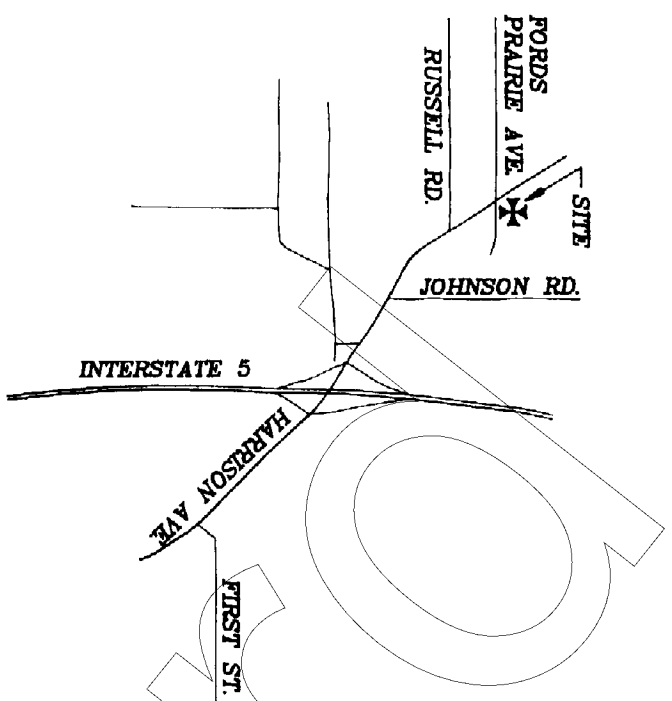 FORDS
PRAIRIE AVE.
RUSSELL RD.
SITE
JOHNSON RD.
INTERSTATE 5
HARRISON AVE.
FIRST ST.